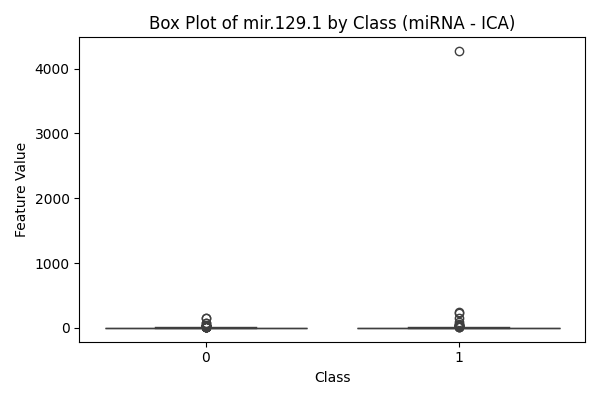 Box Plot of mir.129.1 by Class (miRNA - ICA)
Feature Value
4000
3000
2000
1000
0
0 1
Class